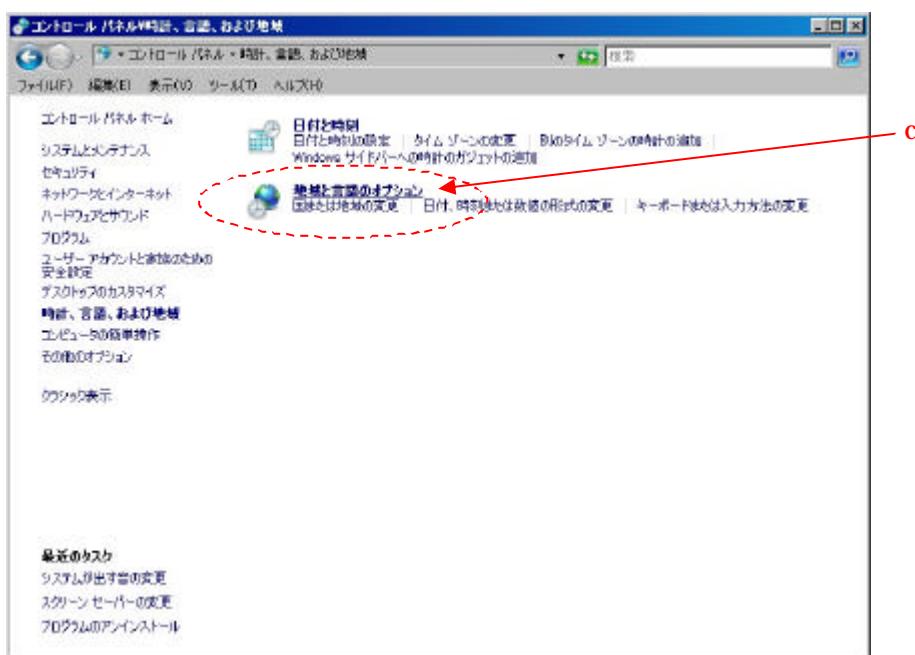 コントロール パネル¥時計、言語、および地域
コントロール パネル 時計、言語、および地域 検索
ファイル(F) 編集(E) 表示(V) ツール(T) ヘルプ(H)
コントロール パネル ホーム
システムとメンテナンス
セキュリティ
ネットワークとインターネット
ハードウェアとサウンド
プログラム
ユーザー アカウントと家族のための
安全設定
デスクトップのカスタマイズ
時計、言語、および地域
コンピュータの簡単操作
その他のオプション
クラシック表示
日付と時刻
日付と時刻の設定 | タイム ゾーンの変更 | 別のタイム ゾーンの時計の追加 |
Windows サイドバーへの時計のガジェットの追加
地域と言語のオプション
国または地域の変更 | 日付、時刻または数値の形式の変更 | キーボードまたは入力方法の変更
c
最近のタスク
システムが出す音の変更
スクリーン セーバーの変更
プログラムのアンインストール